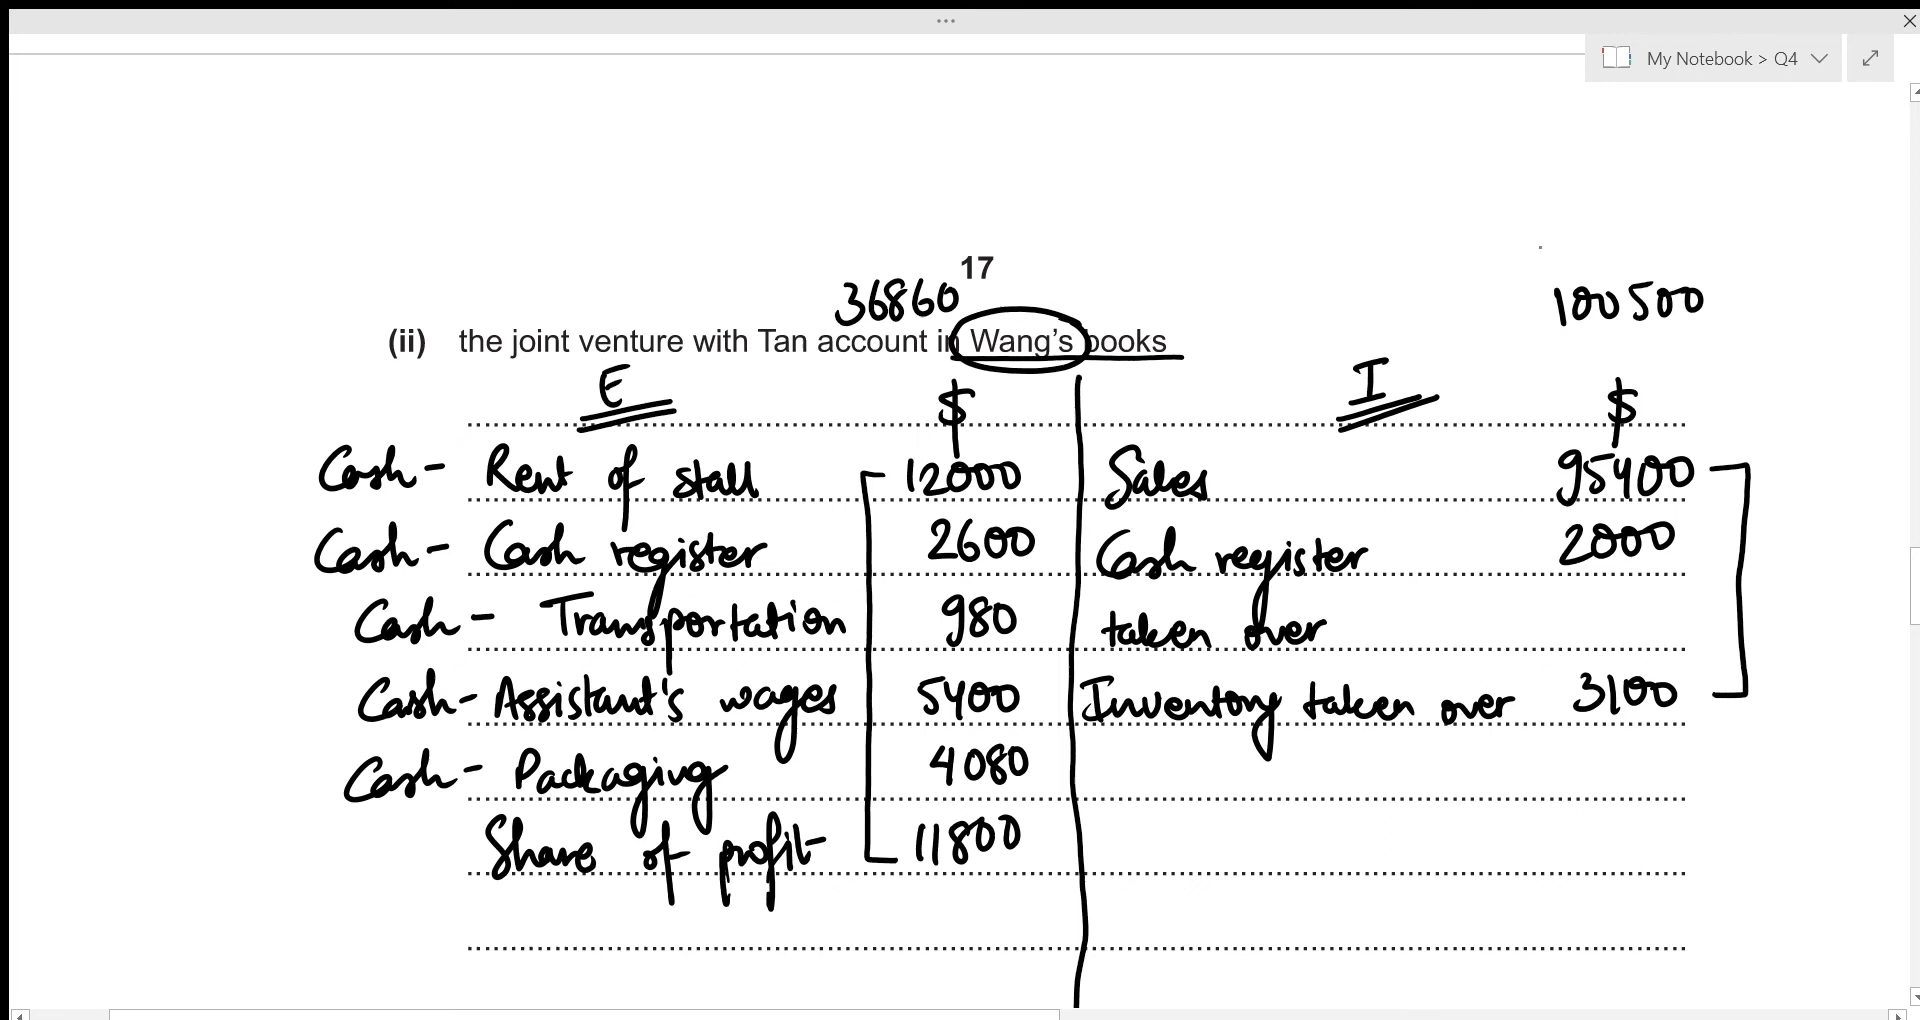 My Notebook > Q4
17
36860
100500
(ii) the joint venture with Tan account in Wang's books
E $ I $
Cash - Rent of stall 12000 Sales 95400
Cash - Cash register 2600 Cash register 2000
Cash - Transportation 980 taken over
Cash - Assistant's wages 5400 Inventory taken over 3100
Cash - Packaging 4080
Share of profit 11800